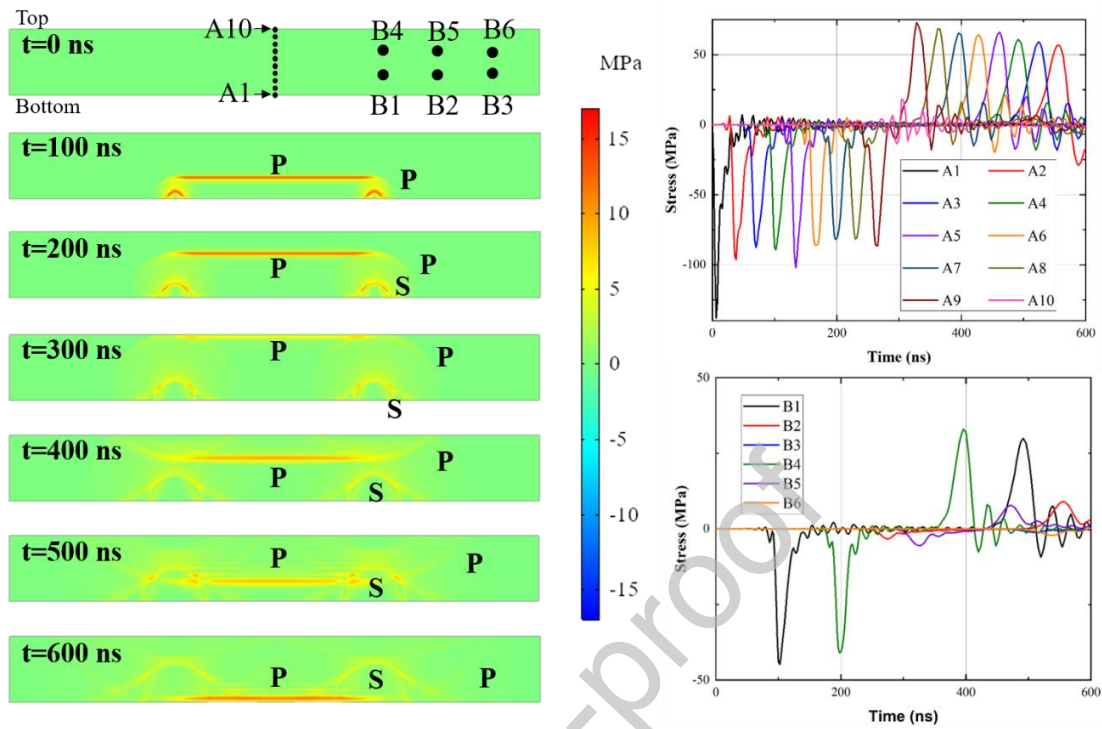 Top
t=0 ns
A10
A1
B4 B5 B6
B1 B2 B3
Bottom
t=100 ns
P
P
t=200 ns
P
P
S
t=300 ns
P
P
S
t=400 ns
P
P
S
t=500 ns
P
P
S
t=600 ns
P
S
P
MPa
15
10
5
0
-5
-10
-15
Stress (MPa)
50
0
-50
-100
A1 A2
A3 A4
A5 A6
A7 A8
A9 A10
0 200 400 600
Time (ns)
Stress (MPa)
50
0
-50
B1
B2
B3
B4
B5
B6
0 200 400 600
Time (ns)
-proof